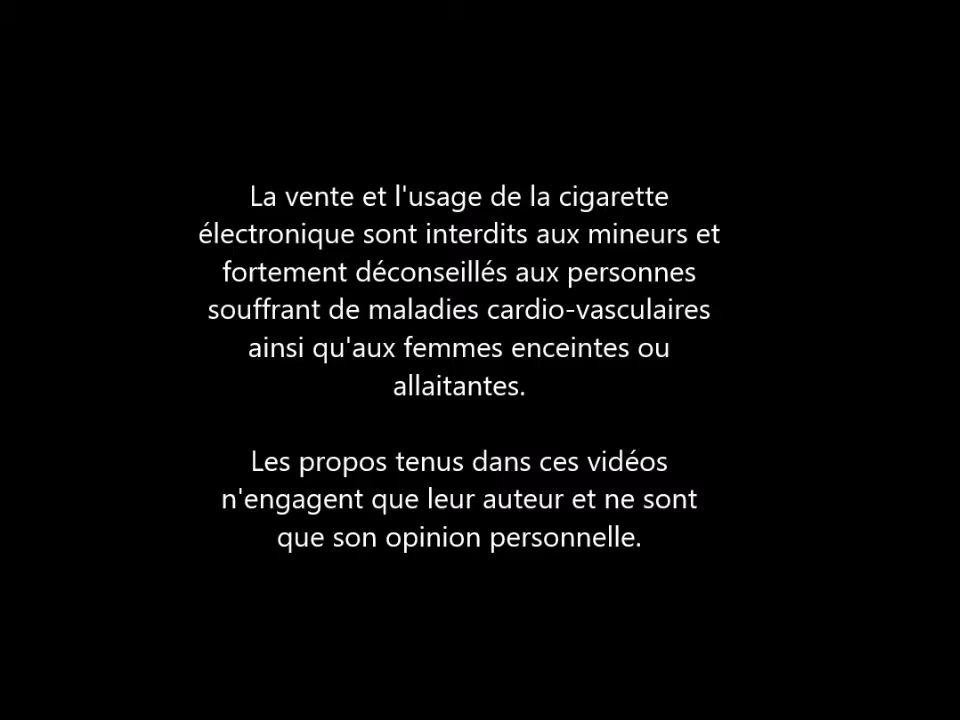 La vente et l'usage de la cigarette
électronique sont interdits aux mineurs et
fortement déconseillés aux personnes
souffrant de maladies cardio-vasculaires
ainsi qu'aux femmes enceintes ou
allaitantes.
Les propos tenus dans ces vidéos
n'engagent que leur auteur et ne sont
que son opinion personnelle.